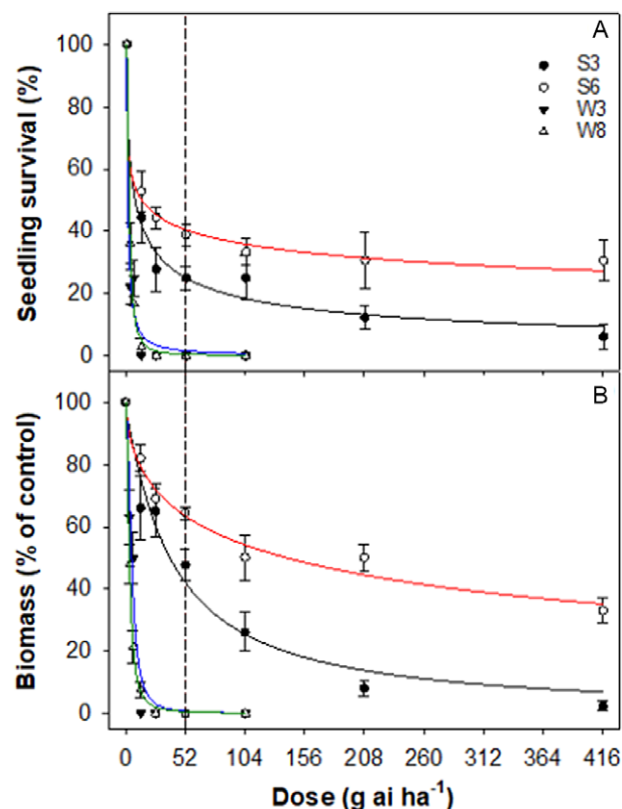 A
100
80
60
40
20
0
Seedling survival (%)
S3
S6
W3
W8
B
100
80
60
40
20
0
Biomass (% of control)
0 52 104 156 208 260 312 364 416
Dose (g ai ha⁻¹)